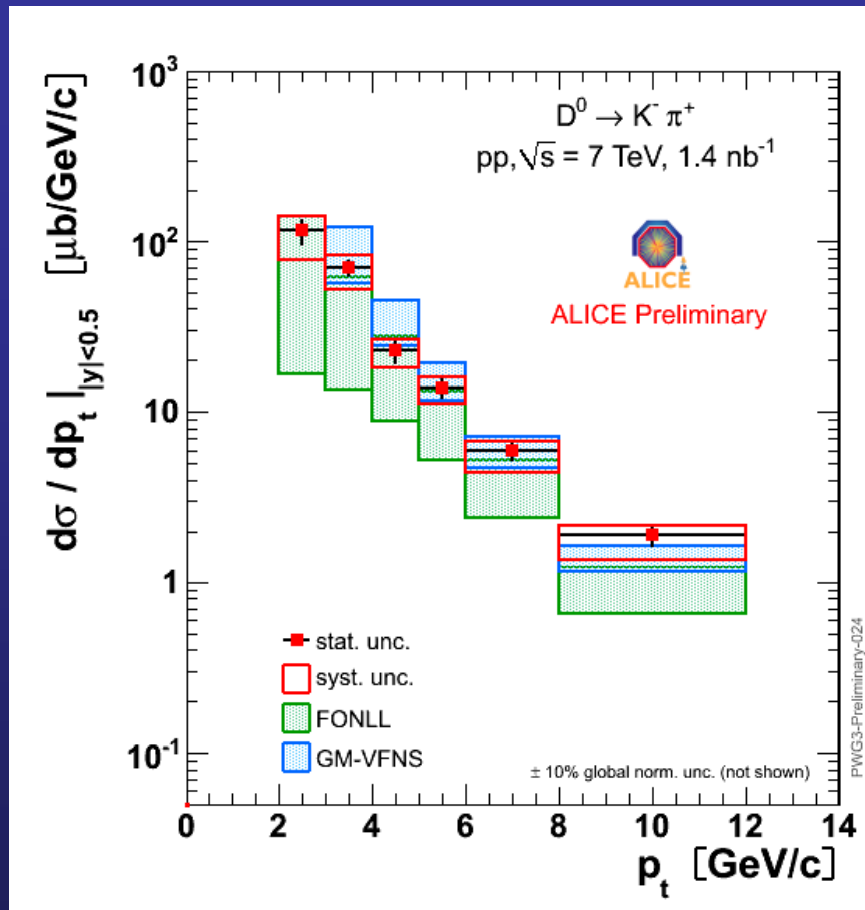 dσ / dp_t |_|y|<0.5 [μb/GeV/c]
10³
10²
10
1
10⁻¹
D⁰ → K⁻ π⁺
pp, √s = 7 TeV, 1.4 nb⁻¹
ALICE
ALICE Preliminary
stat. unc.
syst. unc.
FONLL
GM-VFNS
± 10% global norm. unc. (not shown)
PWG3-Preliminary-024
0 2 4 6 8 10 12 14
p_t [GeV/c]